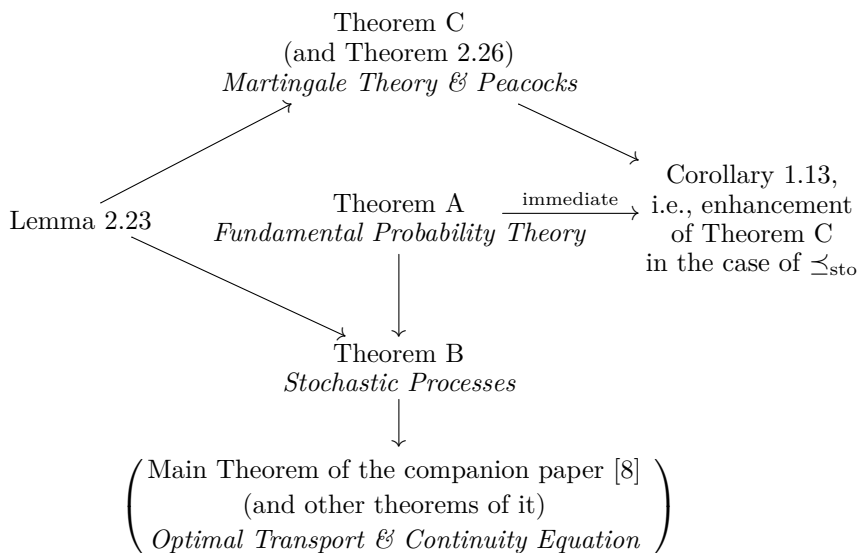 Theorem C
(and Theorem 2.26)
Martingale Theory & Peacocks
Lemma 2.23
Theorem A
Fundamental Probability Theory
immediate
Corollary 1.13,
i.e., enhancement
of Theorem C
in the case of ⪯sto
Theorem B
Stochastic Processes
Main Theorem of the companion paper [8]
(and other theorems of it)
Optimal Transport & Continuity Equation